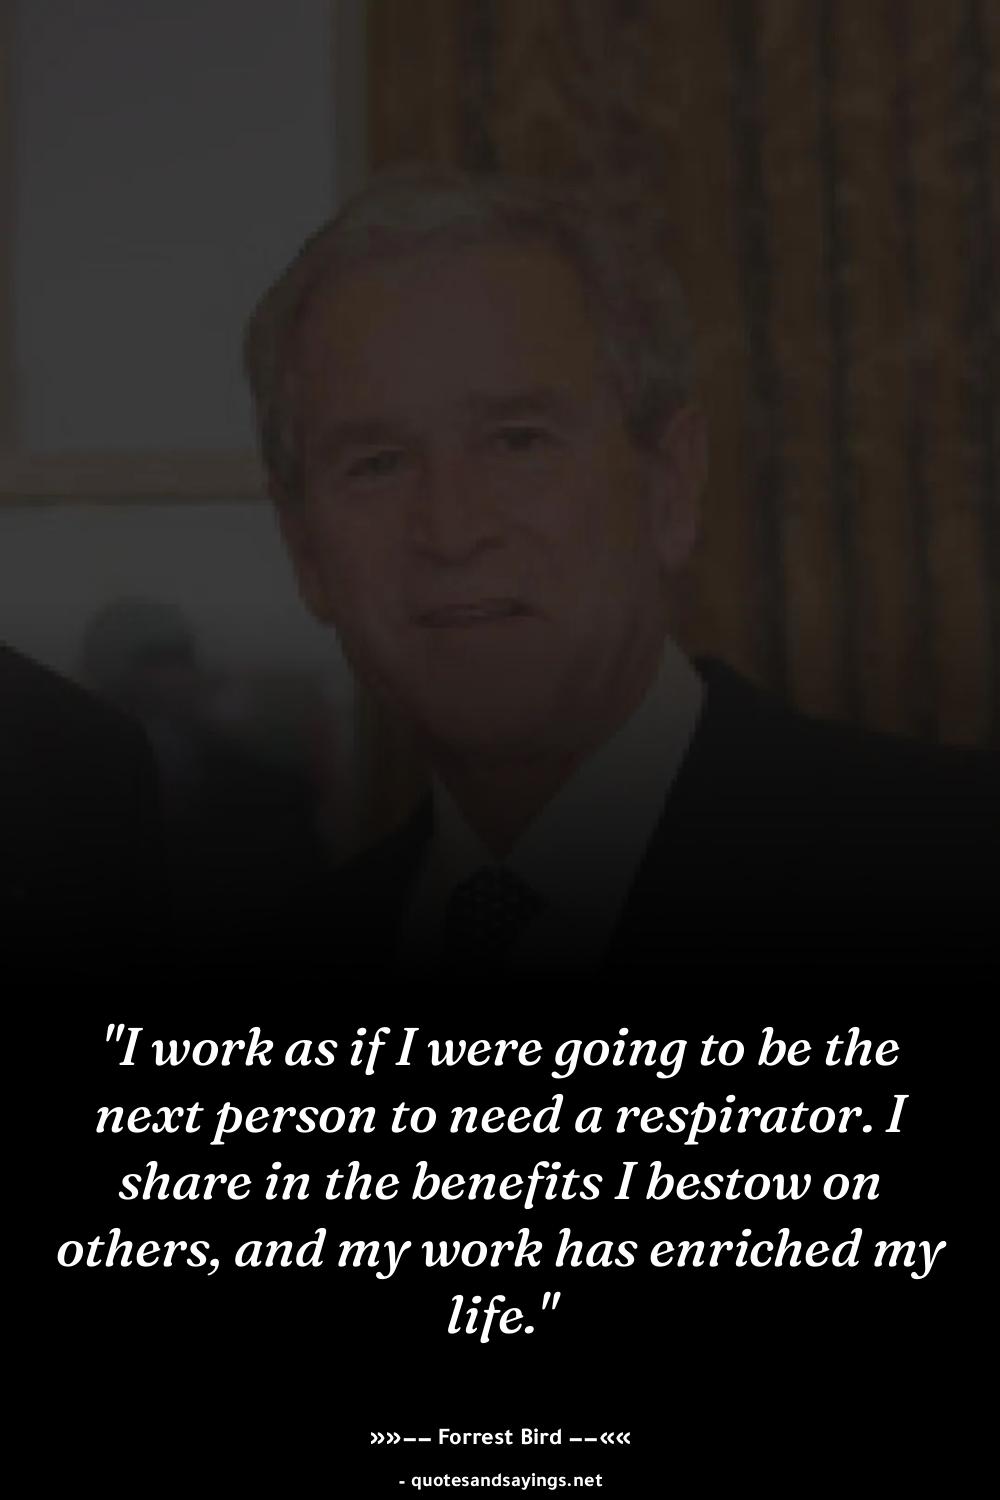 "I work as if I were going to be the
next person to need a respirator. I
share in the benefits I bestow on
others, and my work has enriched my
life."
»»–– Forrest Bird ––««
- quotesandsayings.net